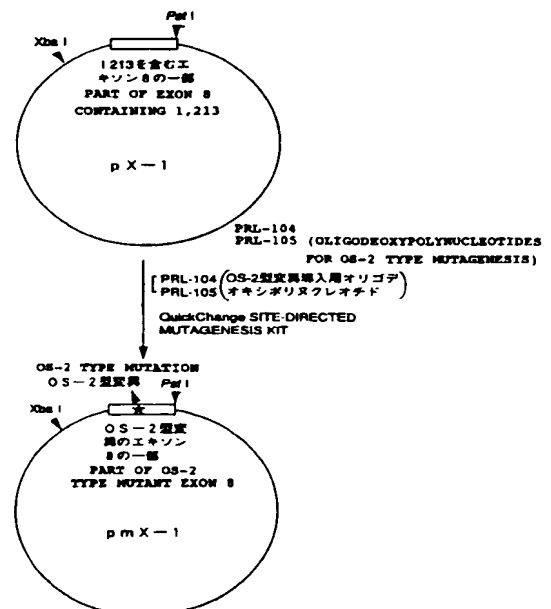 Pst I
Xba I
1213を含むエ
キソン8の一部
PART OF EXON 8
CONTAINING 1,213
pX-1
PRL-104
PRL-105 (OLIGODEOXYPOLYNUCLEOTIDES
FOR OS-2 TYPE MUTAGENESIS)
PRL-104(OS-2型変異導入用オリゴデ
PRL-105 オキシポリヌクレオチド)
QuickChange SITE-DIRECTED
MUTAGENESIS KIT
OS-2 TYPE MUTATION
OS-2型変異
Pst I
Xba I
OS-2型変
異のエキソン
8の一部
PART OF OS-2
TYPE MUTANT EXON 8
pmX-1